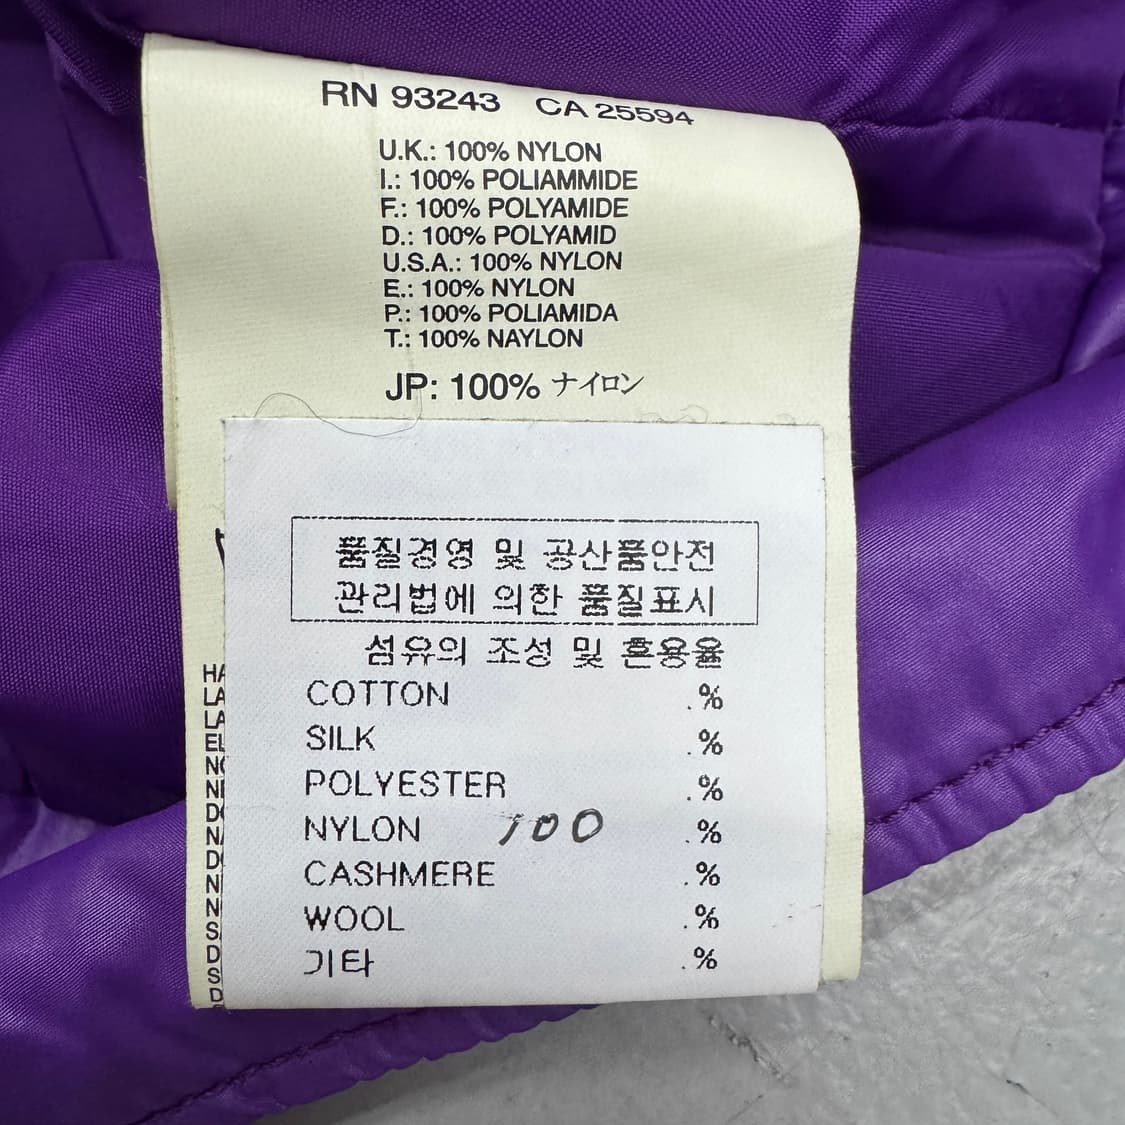 RN 93243 CA 25594
U.K.: 100% NYLON
I.: 100% POLIAMMIDE
F.: 100% POLYAMIDE
D.: 100% POLYAMID
U.S.A.: 100% NYLON
E.: 100% NYLON
P.: 100% POLIAMIDA
T.: 100% NAYLON
JP: 100% ナイロン
품질경영 및 공산품안전
관리법에 의한 품질표시
섬유의 조성 및 혼용율
COTTON .%
SILK .%
POLYESTER .%
NYLON 100 .%
CASHMERE .%
WOOL .%
기타 .%